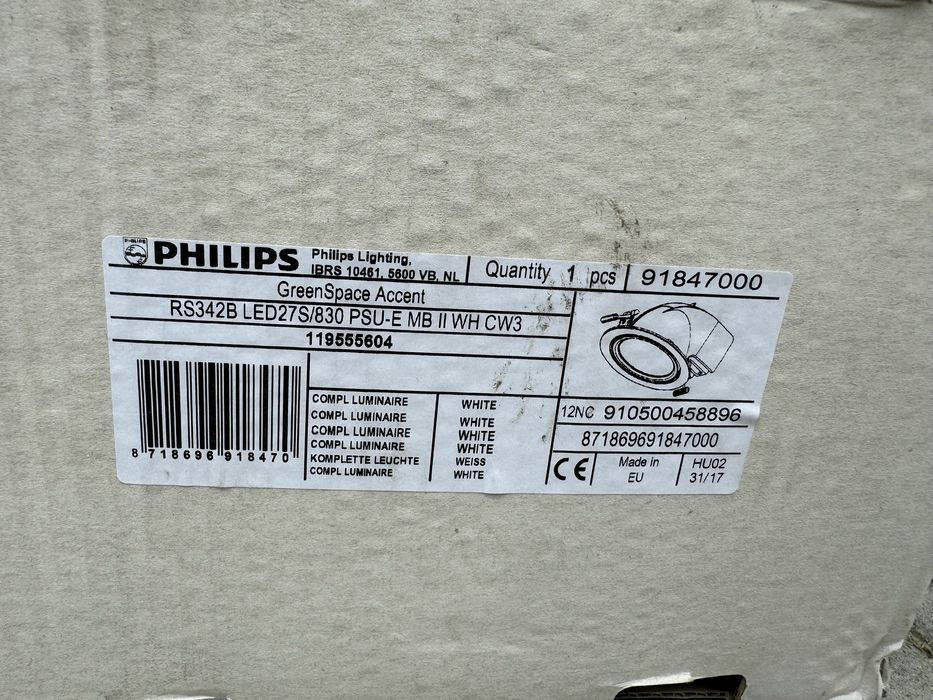 PHILIPS
PHILIPS
Philips Lighting,
IBRS 10461, 5600 VB, NL
Quantity 1 pcs
91847000
GreenSpace Accent
RS342B LED27S/830 PSU-E MB II WH CW3
119555604
8 718696 918470
COMPL LUMINAIRE WHITE
COMPL LUMINAIRE WHITE
COMPL LUMINAIRE WHITE
COMPL LUMINAIRE WHITE
KOMPLETTE LEUCHTE WEISS
COMPL LUMINAIRE WHITE
12NC 910500458896
871869691847000
CE
Made in
EU
HU02
31/17